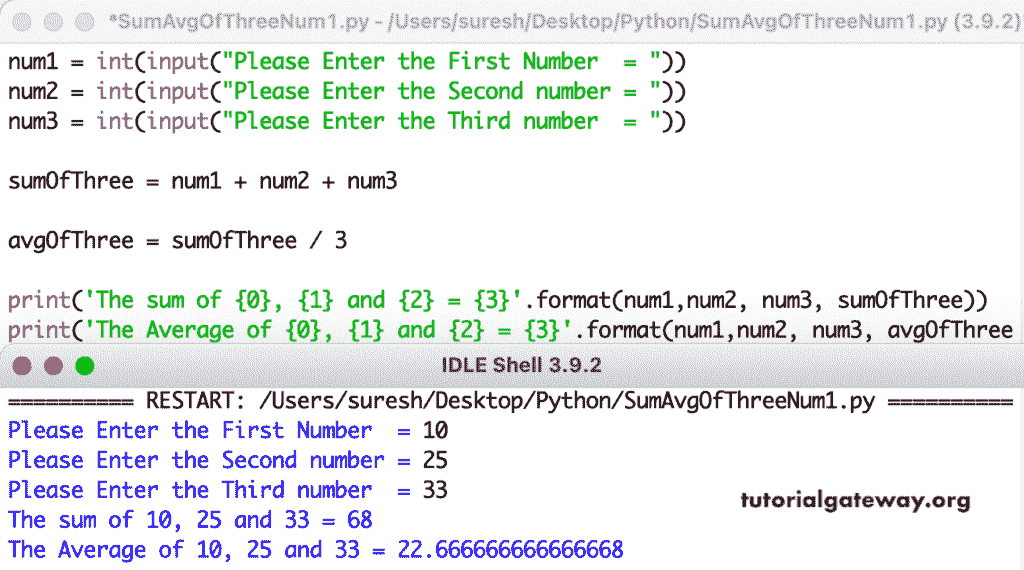 *SumAvgOfThreeNum1.py - /Users/suresh/Desktop/Python/SumAvgOfThreeNum1.py (3.9.2)
num1 = int(input("Please Enter the First Number  = "))
num2 = int(input("Please Enter the Second number = "))
num3 = int(input("Please Enter the Third number  = "))
sumOfThree = num1 + num2 + num3
avgOfThree = sumOfThree / 3
print('The sum of {0}, {1} and {2} = {3}'.format(num1,num2, num3, sumOfThree))
print('The Average of {0}, {1} and {2} = {3}'.format(num1,num2, num3, avgOfThree
IDLE Shell 3.9.2
========== RESTART: /Users/suresh/Desktop/Python/SumAvgOfThreeNum1.py ==========
Please Enter the First Number  = 10
Please Enter the Second number = 25
Please Enter the Third number  = 33
tutorialgateway.org
The sum of 10, 25 and 33 = 68
The Average of 10, 25 and 33 = 22.666666666666668